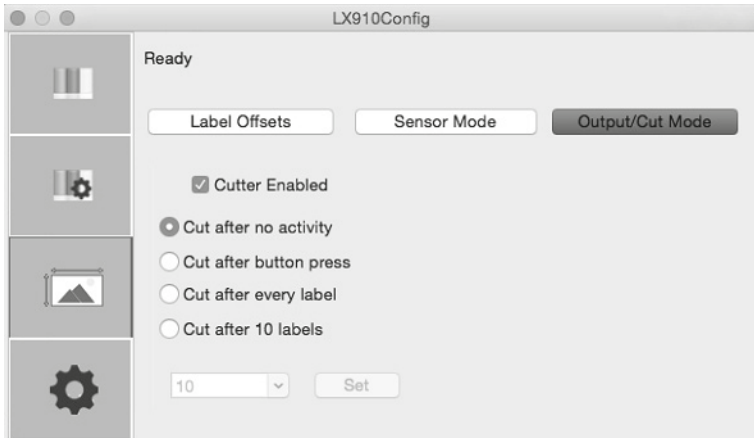 LX910Config
Ready
Label Offsets Sensor Mode Output/Cut Mode
Cutter Enabled
Cut after no activity
Cut after button press
Cut after every label
Cut after 10 labels
10 Set